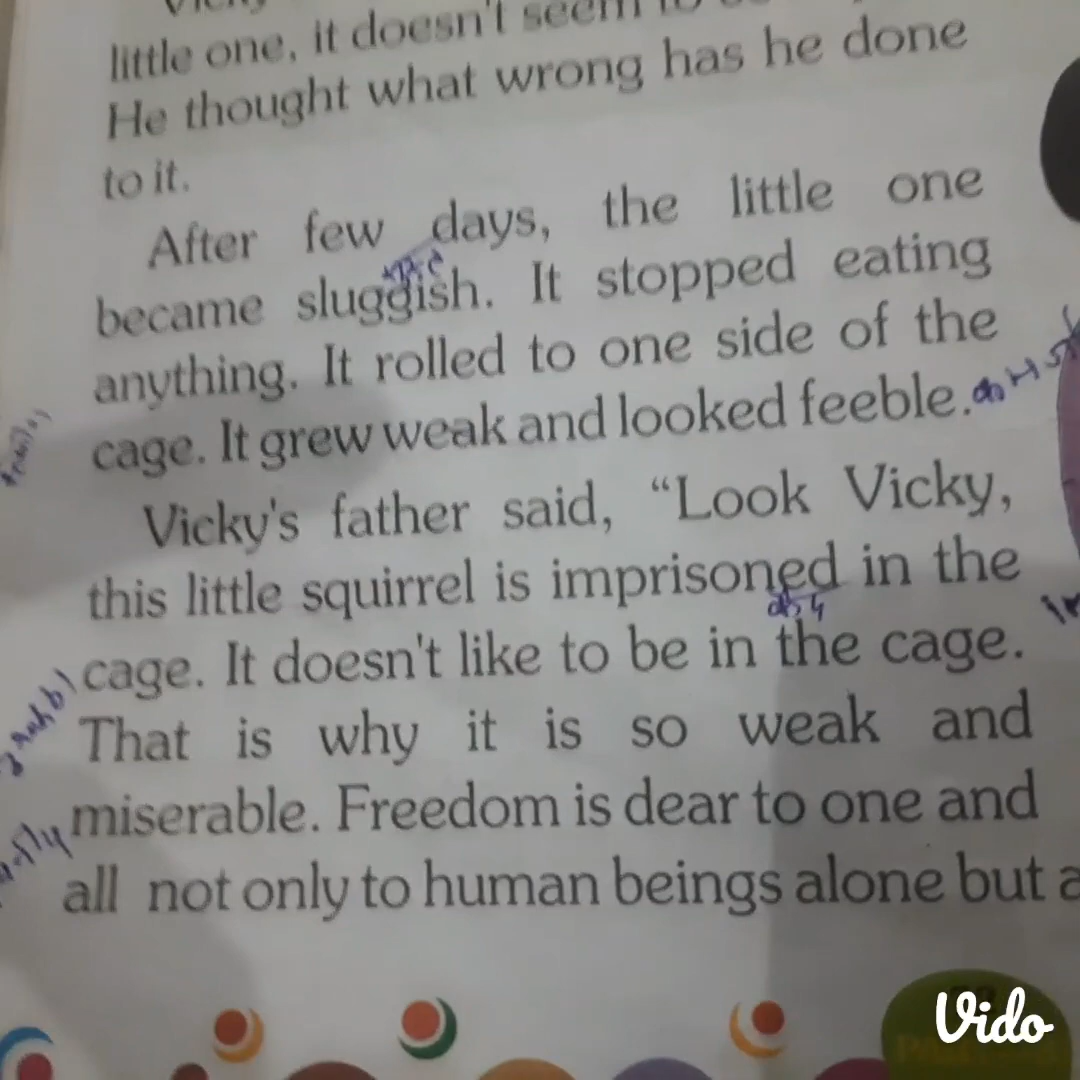 Vicky
little one, it doesn't seem to
He thought what wrong has he done
to it.
After few days, the little one
became sluggish. It stopped eating
anything. It rolled to one side of the
cage. It grew weak and looked feeble.
Vicky's father said, “Look Vicky,
this little squirrel is imprisoned in the
cage. It doesn't like to be in the cage.
That is why it is so weak and
miserable. Freedom is dear to one and
all not only to human beings alone but a
Vido